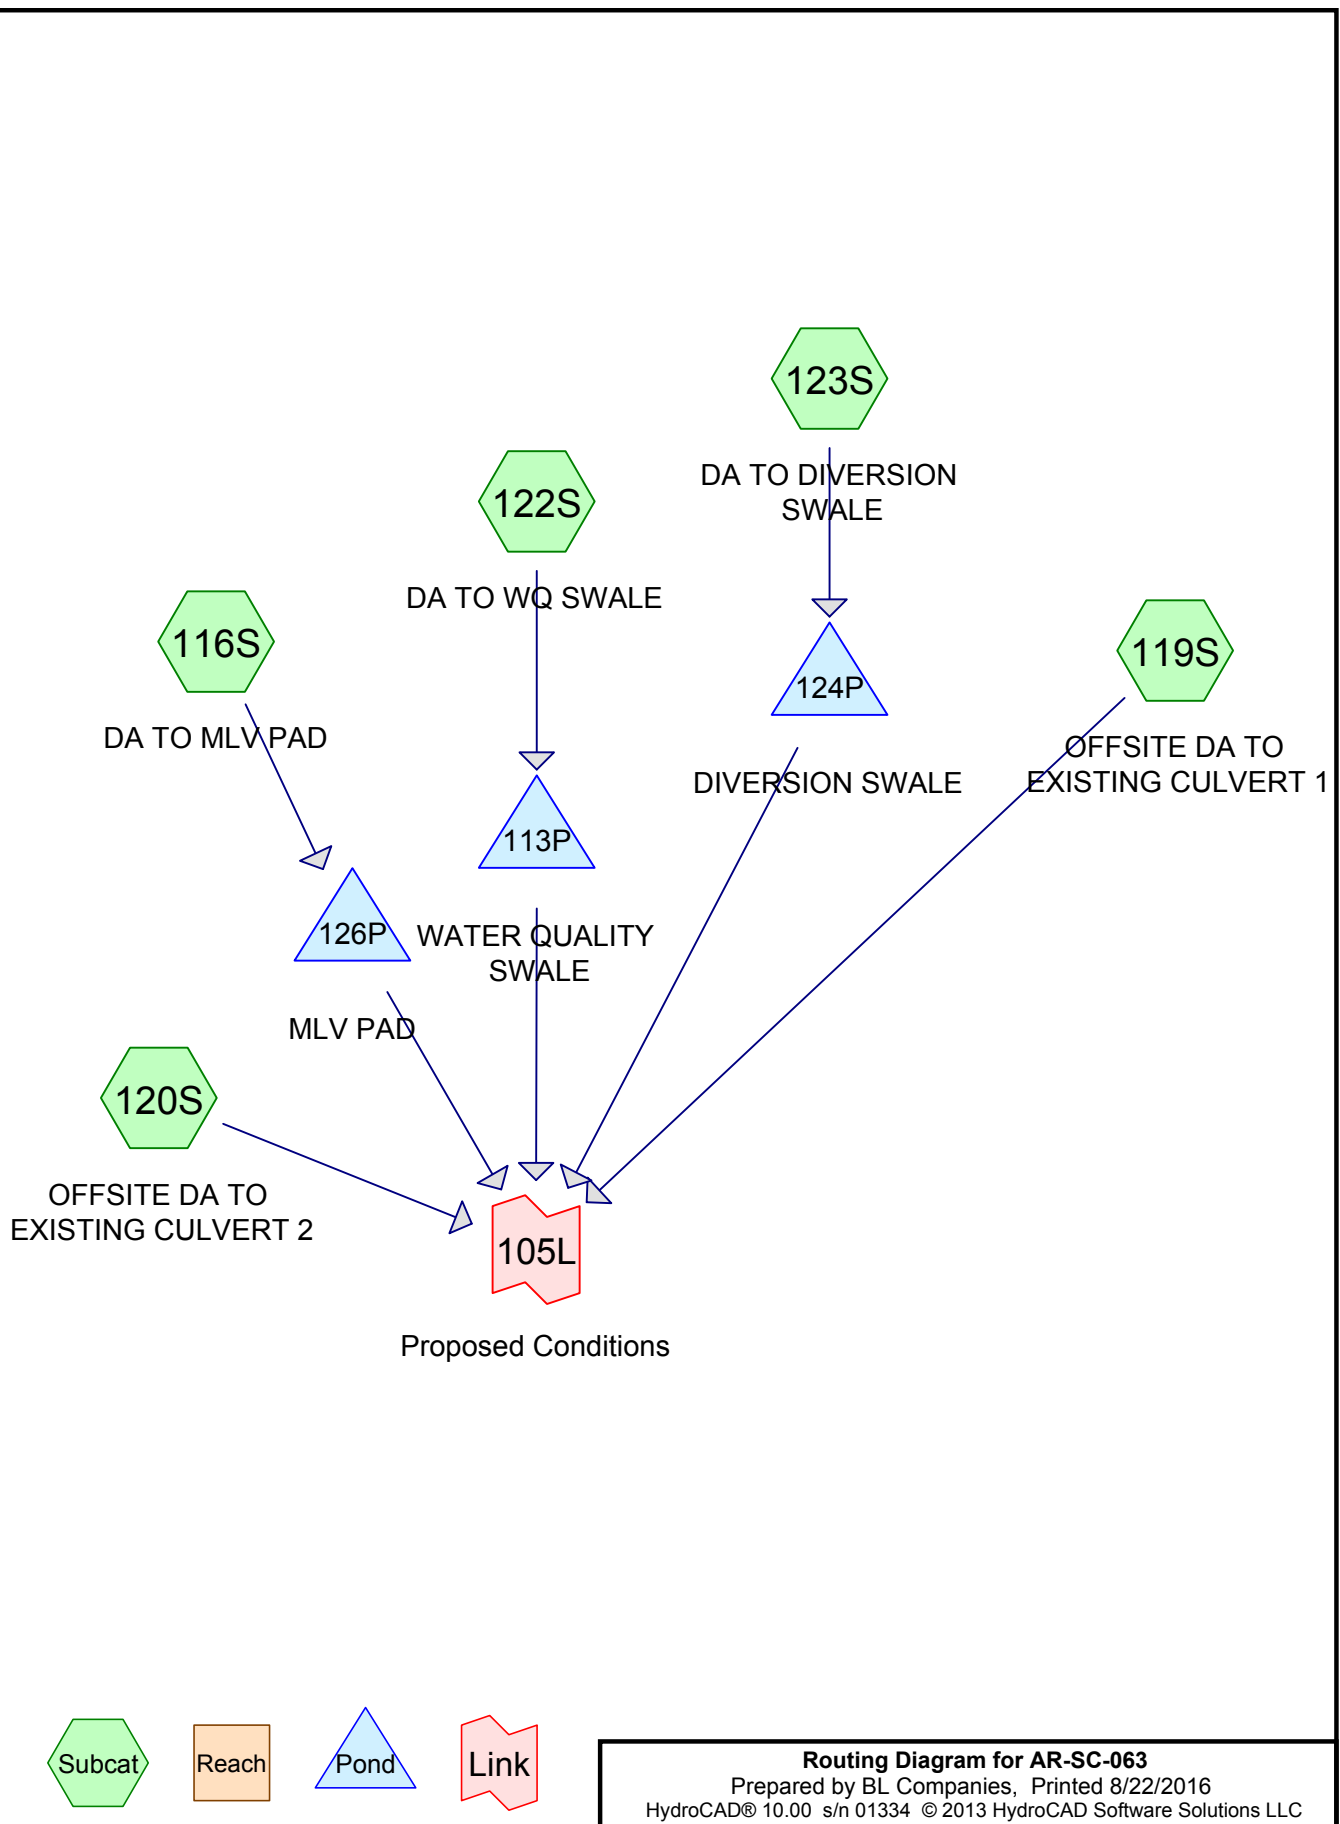 123S
DA TO DIVERSION
SWALE
122S
DA TO WQ SWALE
116S
DA TO MLV PAD
124P
DIVERSION SWALE
119S
OFFSITE DA TO
EXISTING CULVERT 1
113P
WATER QUALITY
SWALE
126P
MLV PAD
120S
OFFSITE DA TO
EXISTING CULVERT 2
105L
Proposed Conditions
Subcat
Reach
Pond
Link
Routing Diagram for AR-SC-063
Prepared by BL Companies, Printed 8/22/2016
HydroCAD® 10.00 s/n 01334 © 2013 HydroCAD Software Solutions LLC